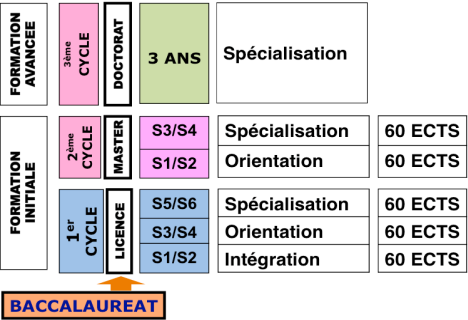 FORMATION
AVANCEE
3ème
CYCLE
DOCTORAT
3 ANS
Spécialisation
FORMATION
INITIALE
2ème
CYCLE
MASTER
S3/S4
Spécialisation
60 ECTS
S1/S2
Orientation
60 ECTS
1er
CYCLE
LICENCE
S5/S6
Spécialisation
60 ECTS
S3/S4
Orientation
60 ECTS
S1/S2
Intégration
60 ECTS
BACCALAUREAT